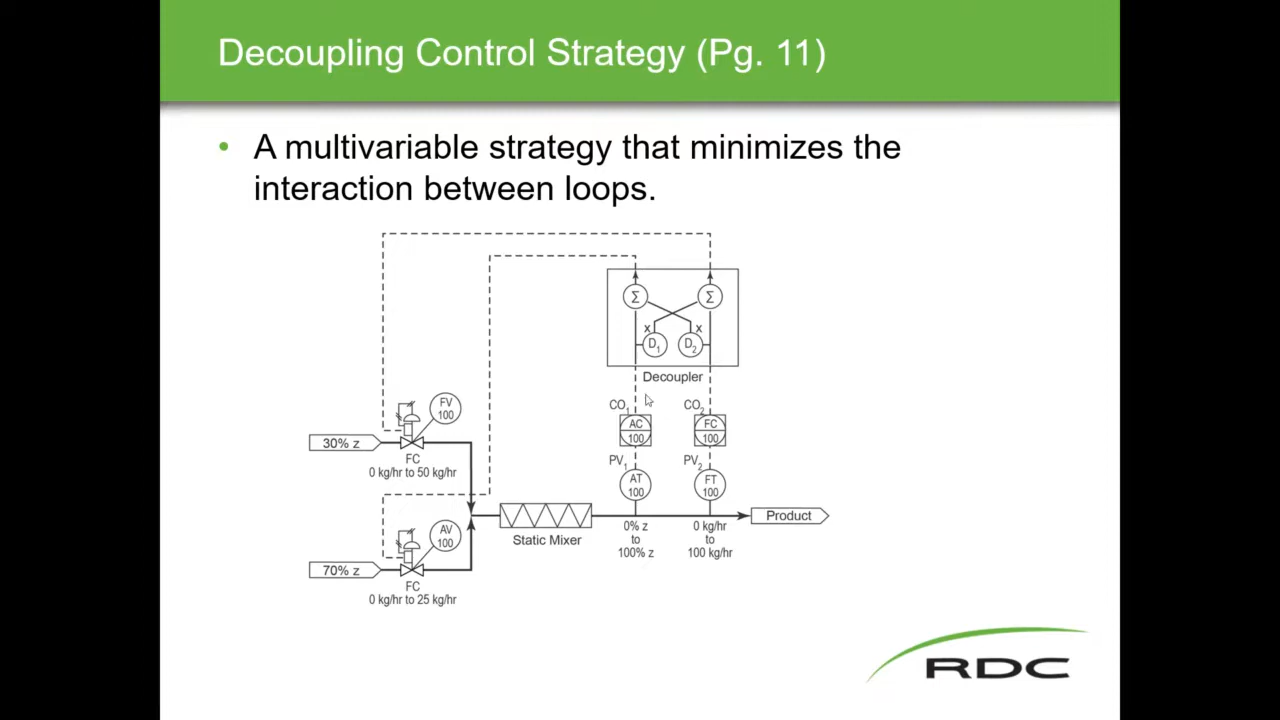 Decoupling Control Strategy (Pg. 11)
• A multivariable strategy that minimizes the
interaction between loops.
Σ Σ
x x
D1 D2
Decoupler
CO1 CO2
AC
100
FC
100
PV1 PV2
AT
100
FT
100
0% z
to
100% z
0 kg/hr
to
100 kg/hr
Product
FV
100
30% z
FC
0 kg/hr to 50 kg/hr
Static Mixer
AV
100
70% z
FC
0 kg/hr to 25 kg/hr
RDC